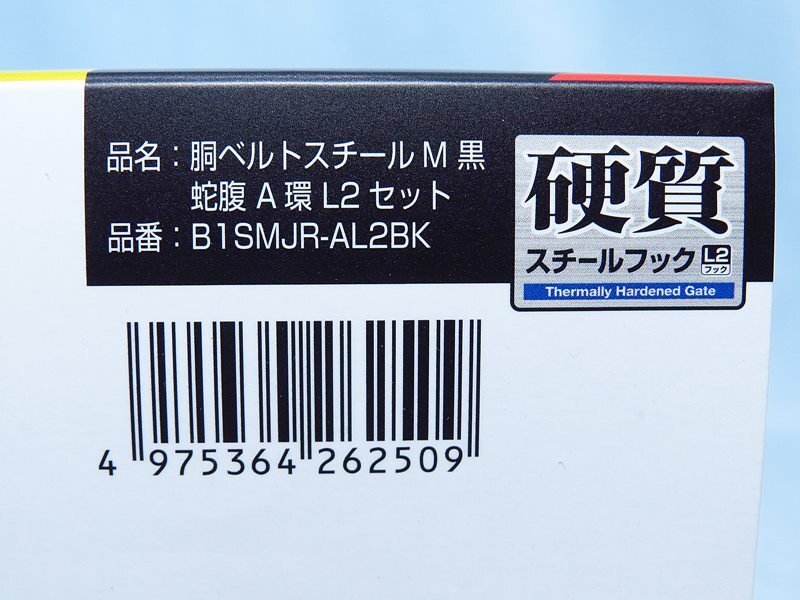 品名：胴ベルトスチール M 黒
蛇腹 A 環 L2 セット
品番：B1SMJR-AL2BK
硬質
スチールフック L2 フック
Thermally Hardened Gate
4 975364 262509